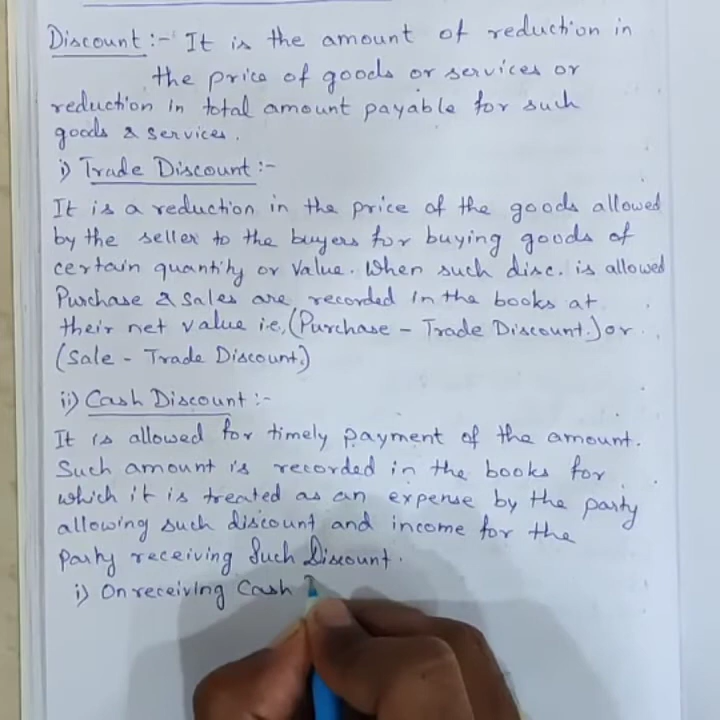 Discount :- It is the amount of reduction in
the price of goods or services or
reduction in total amount payable for such
goods & services.
i) Trade Discount :-
It is a reduction in the price of the goods allowed
by the seller to the buyers for buying goods of
certain quantity or value. When such disc. is allowed
Purchase & Sales are recorded in the books at
their net value i.e., (Purchase - Trade Discount.) or
(Sale - Trade Discount.)
ii) Cash Discount :-
It is allowed for timely payment of the amount.
Such amount is recorded in the books for
which it is treated as an expense by the party
allowing such discount and income for the
Party receiving Such Discount.
i) On receiving Cash